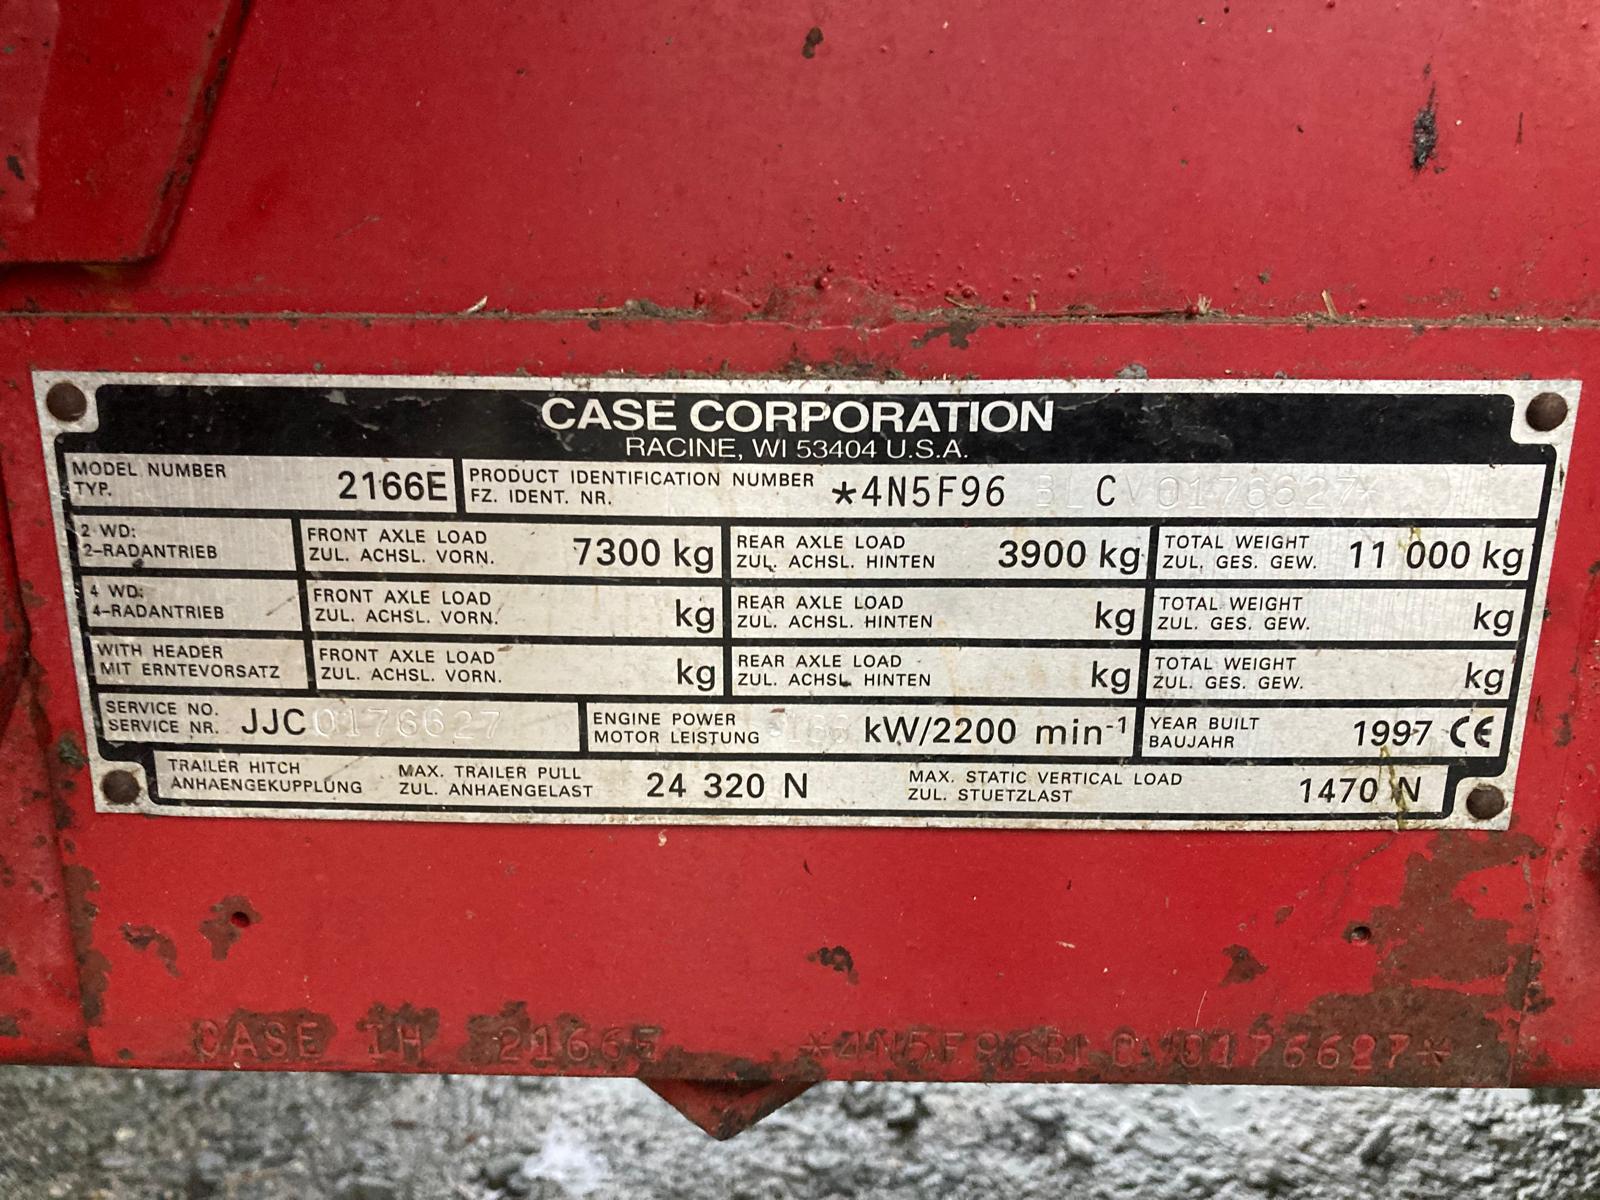 CASE CORPORATION
RACINE, WI 53404 U.S.A.
MODEL NUMBER
TYP. 2166E
PRODUCT IDENTIFICATION NUMBER
FZ. IDENT. NR. *4N5F96 BL C V0176627*
2 WD:
2-RADANTRIEB
FRONT AXLE LOAD
ZUL. ACHSL. VORN. 7300 kg
REAR AXLE LOAD
ZUL. ACHSL. HINTEN 3900 kg
TOTAL WEIGHT
ZUL. GES. GEW. 11 000 kg
4 WD:
4-RADANTRIEB
FRONT AXLE LOAD
ZUL. ACHSL. VORN. kg
REAR AXLE LOAD
ZUL. ACHSL. HINTEN kg
TOTAL WEIGHT
ZUL. GES. GEW. kg
WITH HEADER
MIT ERNTEVORSATZ
FRONT AXLE LOAD
ZUL. ACHSL. VORN. kg
REAR AXLE LOAD
ZUL. ACHSL. HINTEN kg
TOTAL WEIGHT
ZUL. GES. GEW. kg
SERVICE NO.
SERVICE NR. JJC0176627
ENGINE POWER
MOTOR LEISTUNG kW/2200 min-1
YEAR BUILT
BAUJAHR 1997 CE
TRAILER HITCH
ANHAENGEKUPPLUNG
MAX. TRAILER PULL
ZUL. ANHAENGELAST 24 320 N
MAX. STATIC VERTICAL LOAD
ZUL. STUETZLAST 1470 N
CASE IH 2166E *4N5F96BL CV0176627*